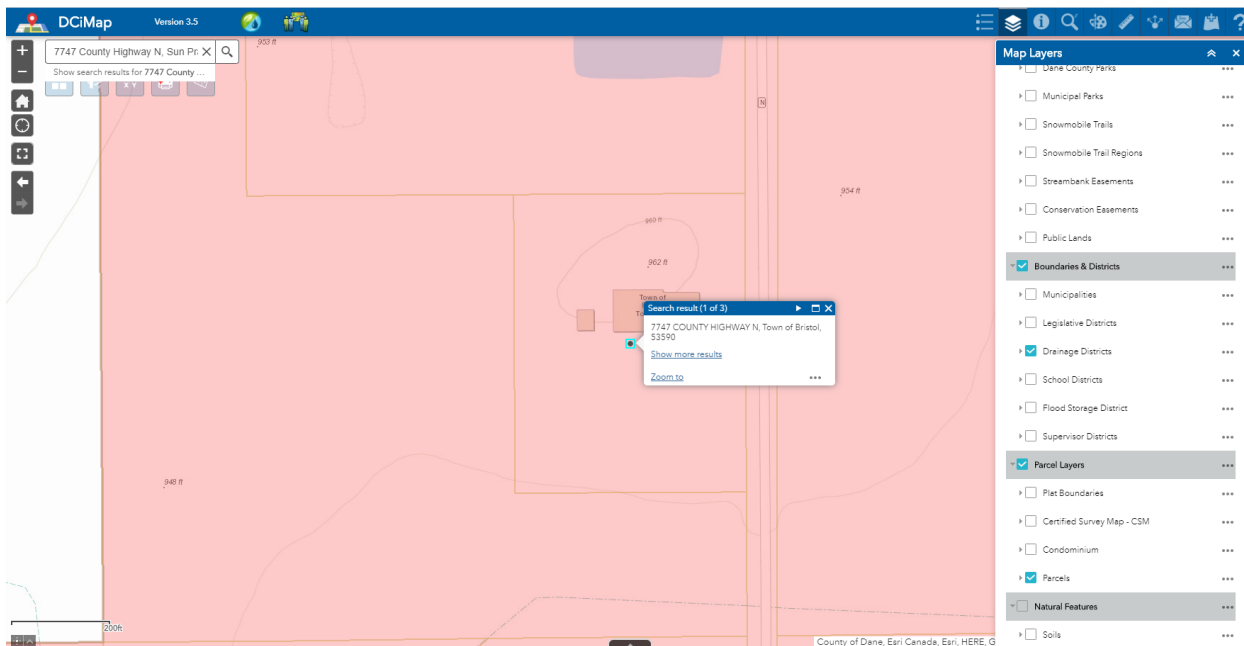 DCiMap
Version 3.5
7747 County Highway N, Sun Pr
Show search results for 7747 County ...
X Y
953 ft
N
954 ft
960 ft
962 ft
Town of
948 ft
200ft
Search result (1 of 3)
7747 COUNTY HIGHWAY N, Town of Bristol,
53590
Show more results
Zoom to
County of Dane, Esri Canada, Esri, HERE, G
Map Layers
Dane County Parks
Municipal Parks
Snowmobile Trails
Snowmobile Trail Regions
Streambank Easements
Conservation Easements
Public Lands
Boundaries & Districts
Municipalities
Legislative Districts
Drainage Districts
School Districts
Flood Storage District
Supervisor Districts
Parcel Layers
Plat Boundaries
Certified Survey Map - CSM
Condominium
Parcels
Natural Features
Soils